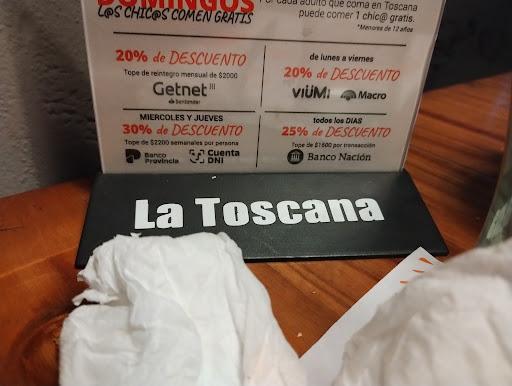 DOMINGOS
L@S CHIC@S COMEN GRATIS
cada adulto que coma en Toscana
puede comer 1 chic@ gratis.
*Menores de 12 años
20% de DESCUENTO
Tope de reintegro mensual de $2000
Getnet
Santander
de lunes a viernes
20% de DESCUENTO
VIÜMI Macro
MIERCOLES Y JUEVES
30% de DESCUENTO
Tope de $2200 semanales por persona
Banco Provincia Cuenta DNI
todos los DIAS
25% de DESCUENTO
Tope de $1600 por transacción
Banco Nación
La Toscana